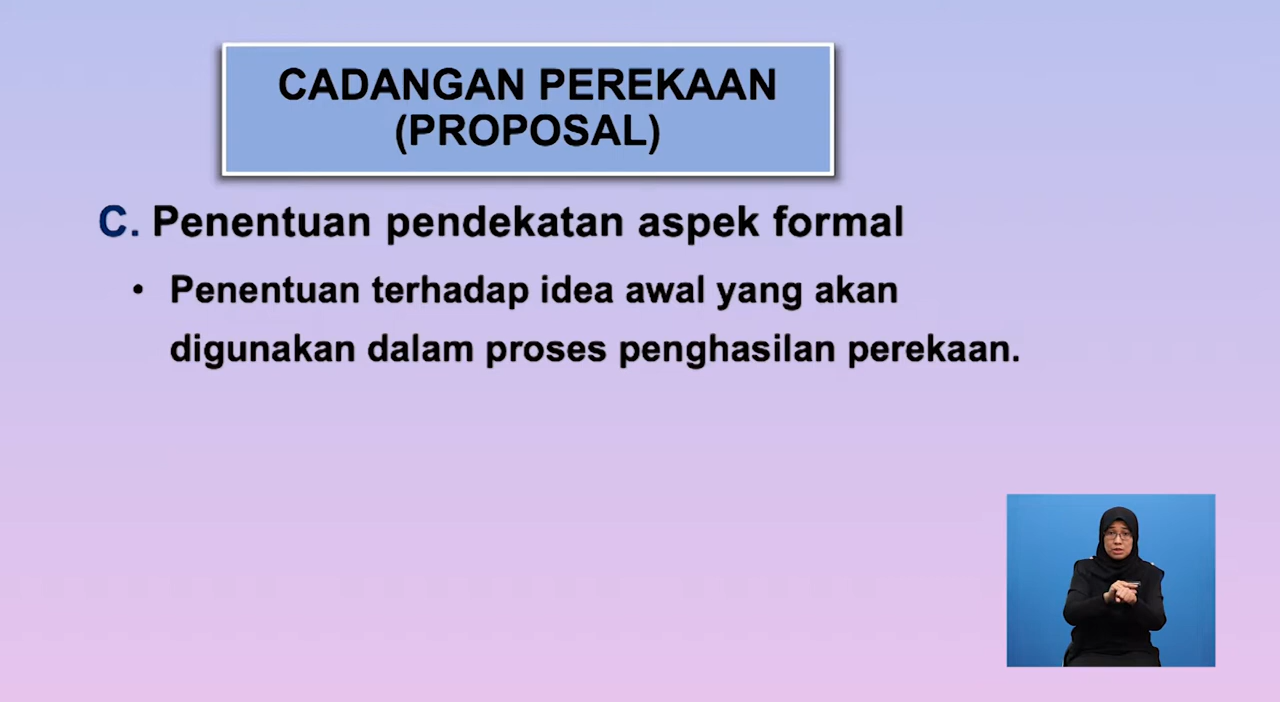 CADANGAN PEREKAAN
(PROPOSAL)
C. Penentuan pendekatan aspek formal
• Penentuan terhadap idea awal yang akan
digunakan dalam proses penghasilan perekaan.